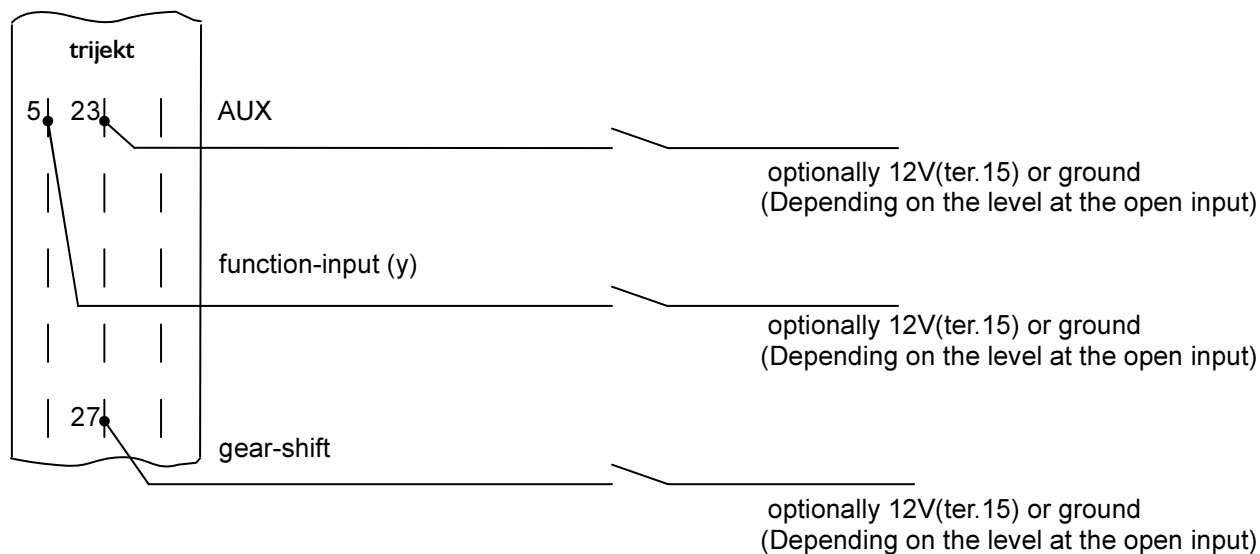 trijekt
5 23 AUX
optionally 12V(ter.15) or ground
(Depending on the level at the open input)
function-input (y)
optionally 12V(ter.15) or ground
(Depending on the level at the open input)
27
gear-shift
optionally 12V(ter.15) or ground
(Depending on the level at the open input)